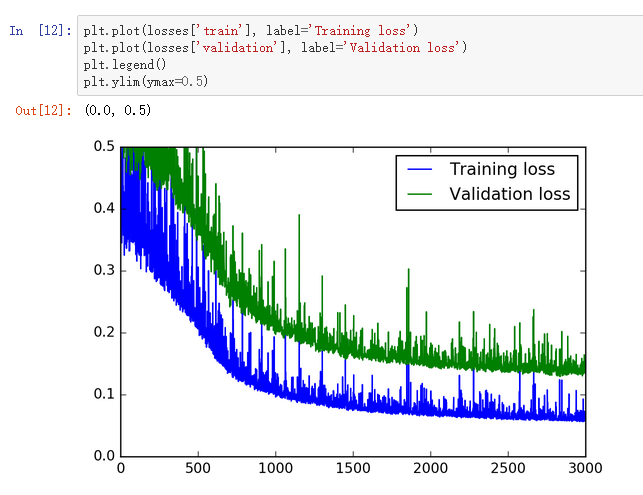 In [12]: plt.plot(losses['train'], label='Training loss')
plt.plot(losses['validation'], label='Validation loss')
plt.legend()
plt.ylim(ymax=0.5)
Out[12]: (0.0, 0.5)
0.5
Training loss
Validation loss
0.4
0.3
0.2
0.1
0.0
0 500 1000 1500 2000 2500 3000